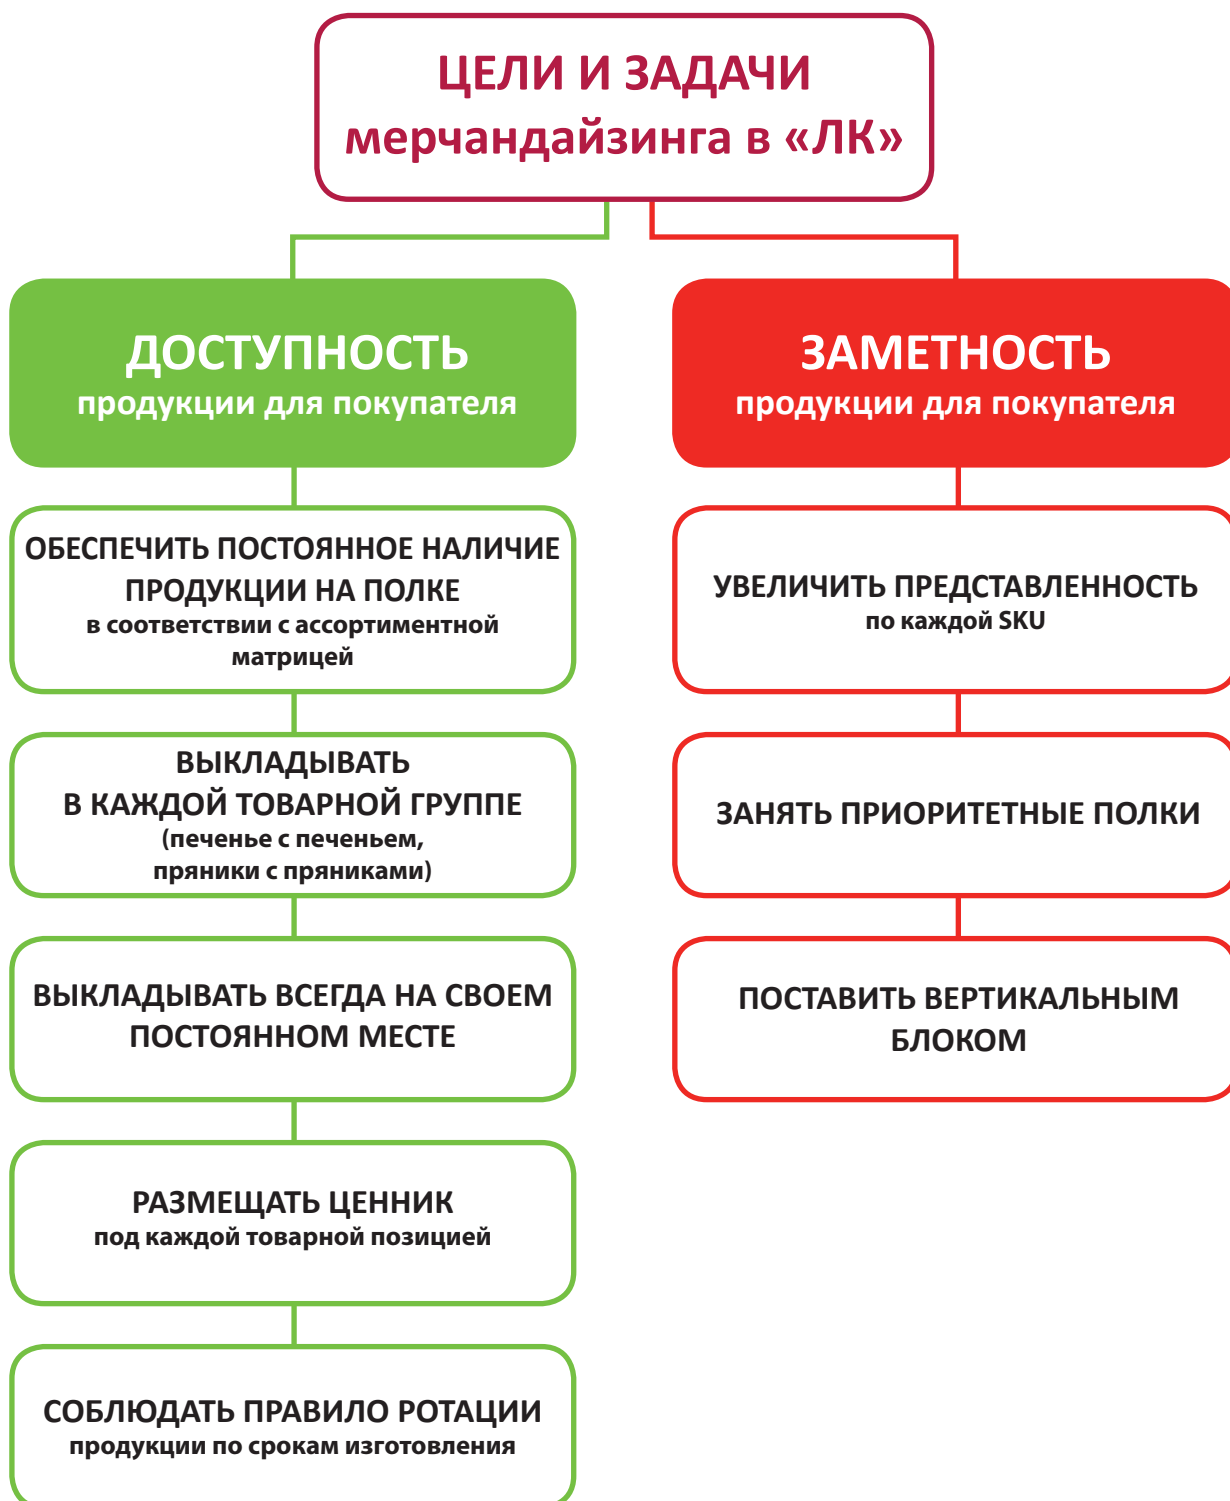 ЦЕЛИ И ЗАДАЧИ
мерчандайзинга в «ЛК»
ДОСТУПНОСТЬ
продукции для покупателя
ОБЕСПЕЧИТЬ ПОСТОЯННОЕ НАЛИЧИЕ
ПРОДУКЦИИ НА ПОЛКЕ
в соответствии с ассортиментной
матрицей
ВЫКЛАДЫВАТЬ
В КАЖДОЙ ТОВАРНОЙ ГРУППЕ
(печенье с печеньем,
пряники с пряниками)
ВЫКЛАДЫВАТЬ ВСЕГДА НА СВОЕМ
ПОСТОЯННОМ МЕСТЕ
РАЗМЕЩАТЬ ЦЕННИК
под каждой товарной позицией
СОБЛЮДАТЬ ПРАВИЛО РОТАЦИИ
продукции по срокам изготовления
ЗАМЕТНОСТЬ
продукции для покупателя
УВЕЛИЧИТЬ ПРЕДСТАВЛЕННОСТЬ
по каждой SKU
ЗАНЯТЬ ПРИОРИТЕТНЫЕ ПОЛКИ
ПОСТАВИТЬ ВЕРТИКАЛЬНЫМ
БЛОКОМ